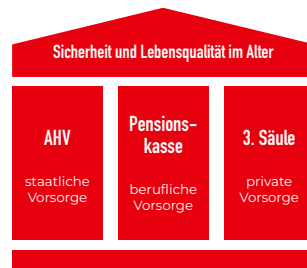 Sicherheit und Lebensqualität im Alter
AHV
staatliche
Vorsorge
Pensions-
kasse
berufliche
Vorsorge
3. Säule
private
Vorsorge